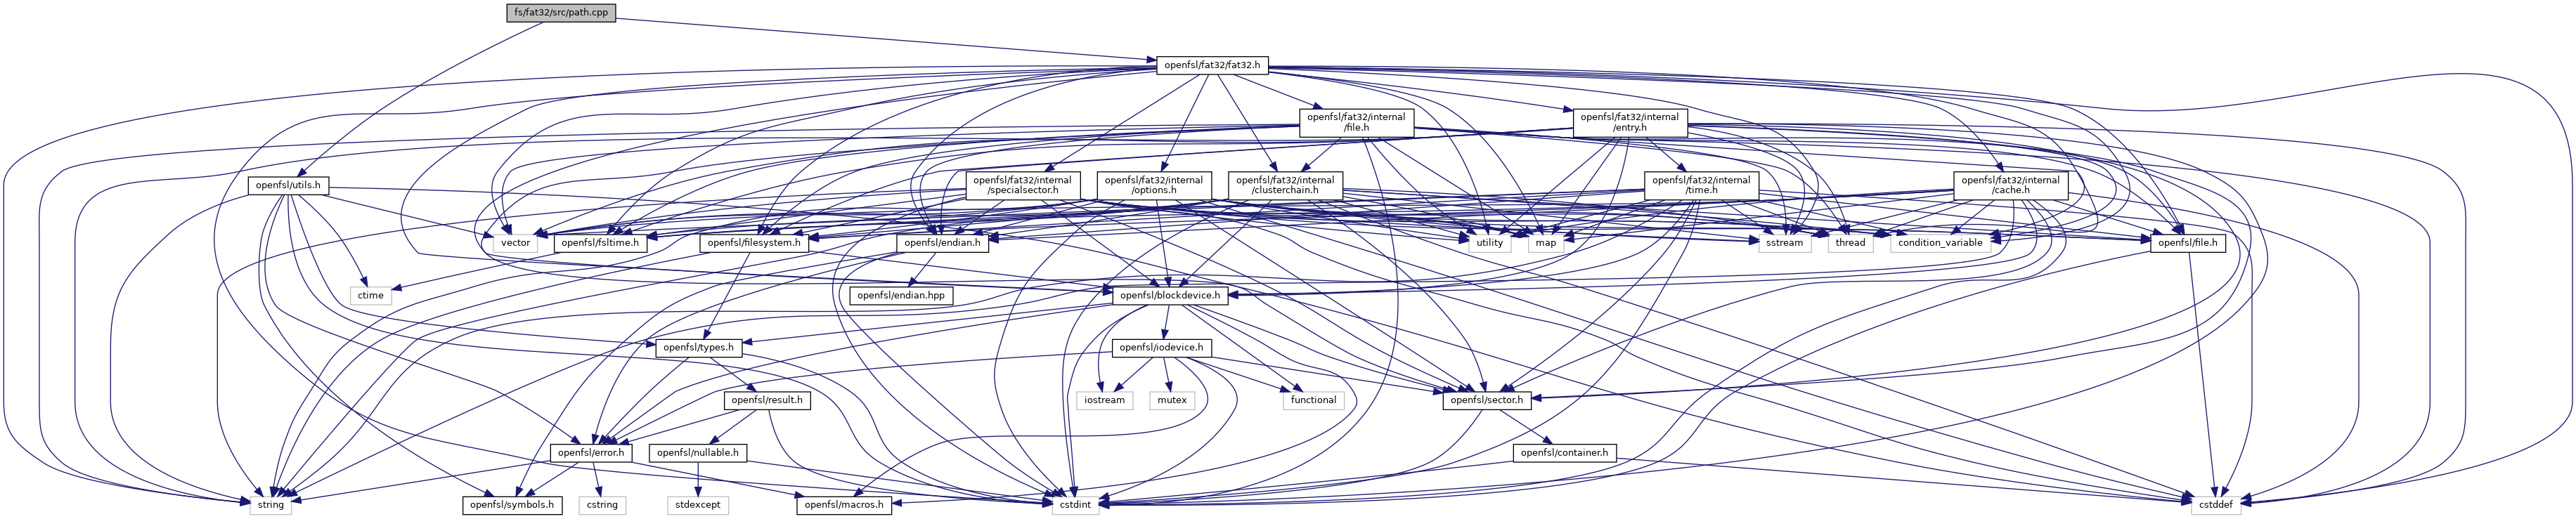 fs/fat32/src/path.cpp
openfsl/fat32/fat32.h
openfsl/fat32/internal
/file.h
openfsl/fat32/internal
/entry.h
openfsl/utils.h
openfsl/fat32/internal
/specialsector.h
openfsl/fat32/internal
/options.h
openfsl/fat32/internal
/clusterchain.h
openfsl/fat32/internal
/time.h
openfsl/fat32/internal
/cache.h
vector
openfsl/fsltime.h
openfsl/filesystem.h
openfsl/endian.h
utility
map
sstream
thread
condition_variable
openfsl/file.h
ctime
openfsl/endian.hpp
openfsl/blockdevice.h
openfsl/types.h
openfsl/iodevice.h
openfsl/result.h
iostream
mutex
functional
openfsl/sector.h
openfsl/error.h
openfsl/nullable.h
openfsl/container.h
string
openfsl/symbols.h
cstring
stdexcept
openfsl/macros.h
cstdint
cstddef